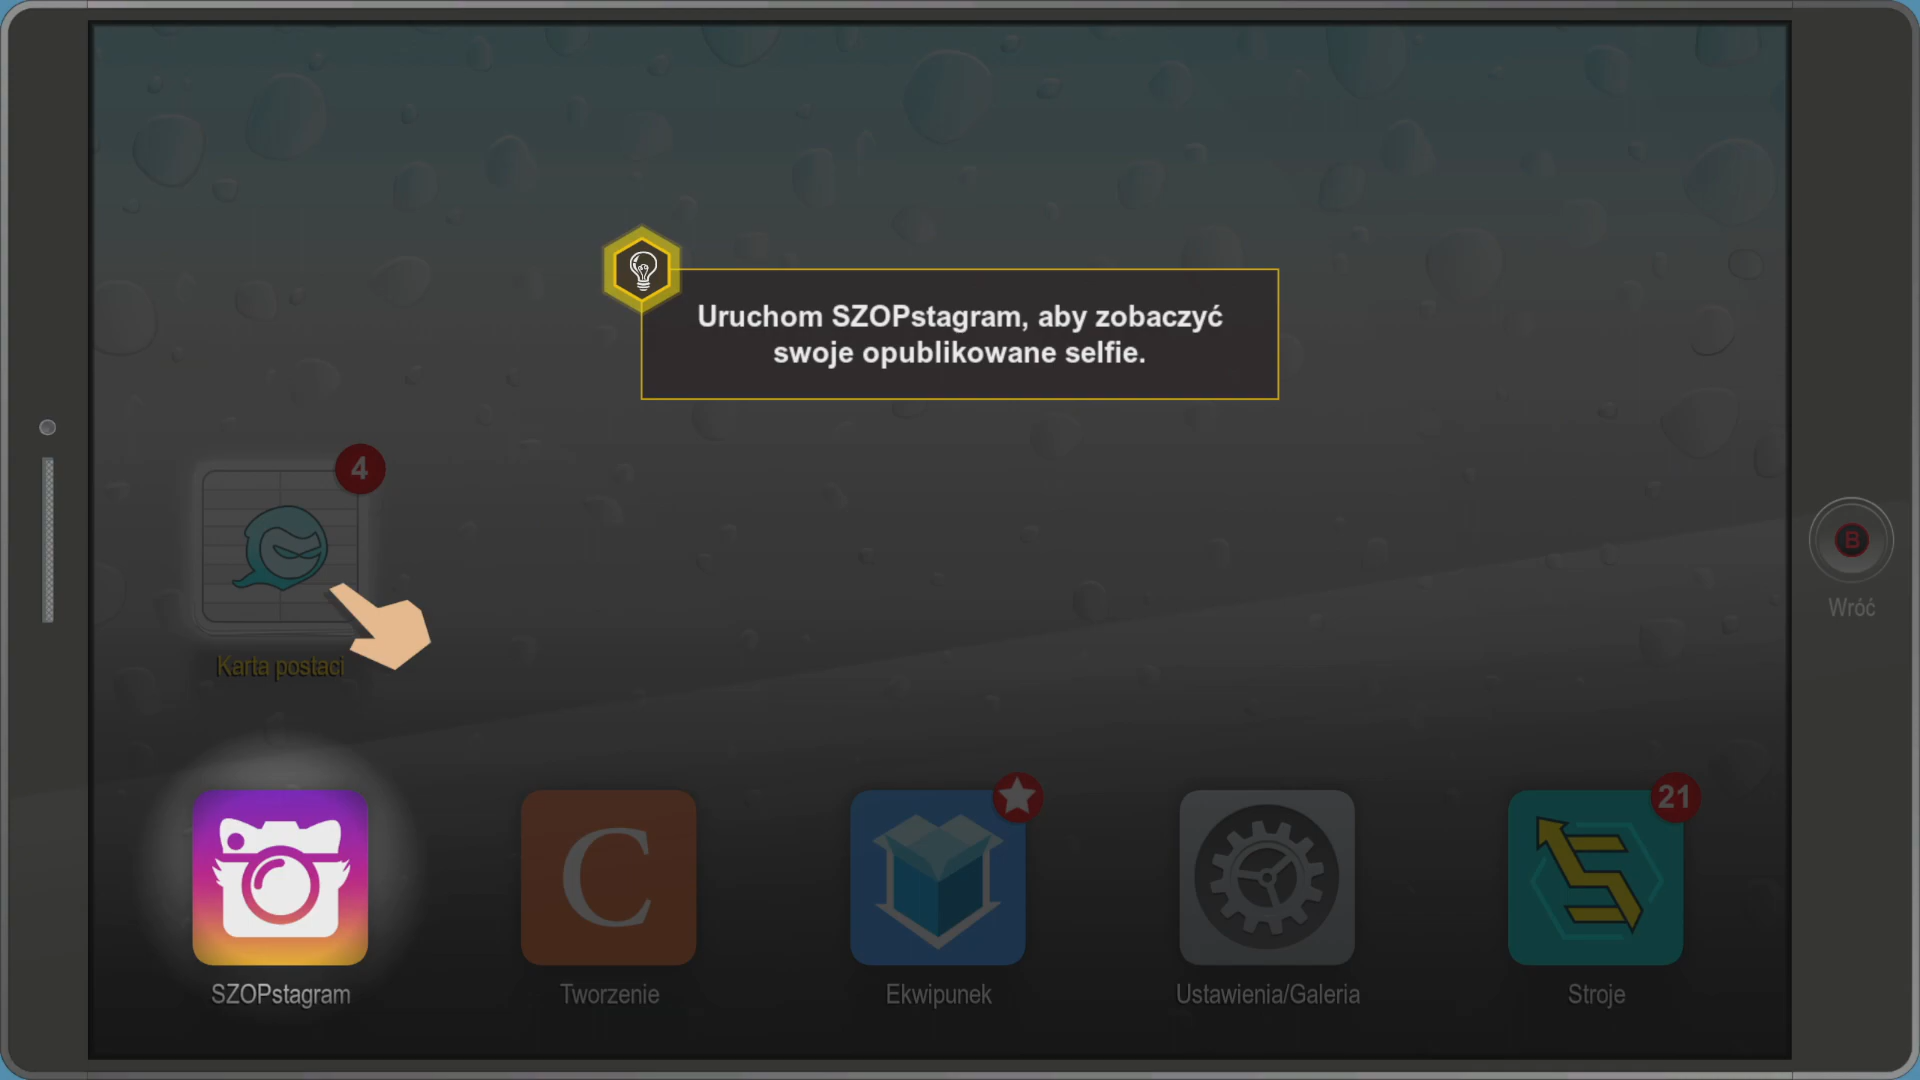 Uruchom SZOPstagram, aby zobaczyć
swoje opublikowane selfie.
4
B
Wróć
Karta postaci
21
C
SZOPstagram
Tworzenie
Ekwipunek
Ustawienia/Galeria
Stroje